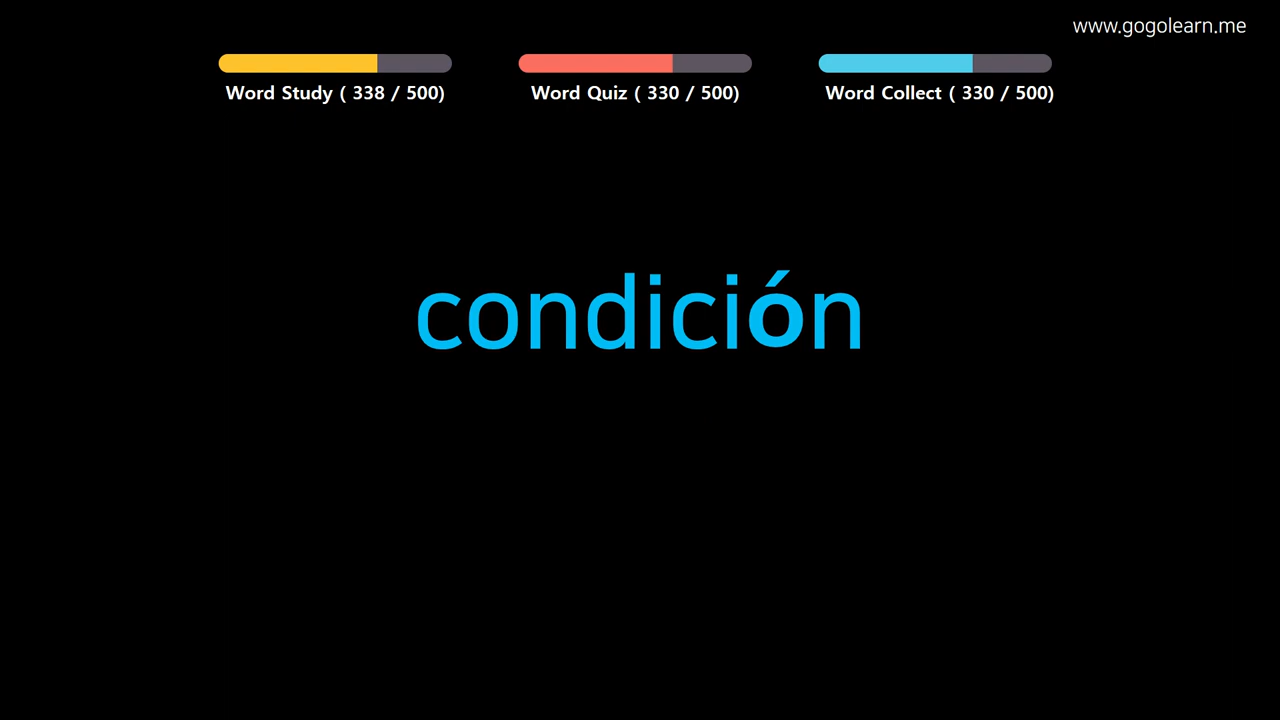 www.gogolearn.me
Word Study ( 338 / 500)
Word Quiz ( 330 / 500)
Word Collect ( 330 / 500)
condición